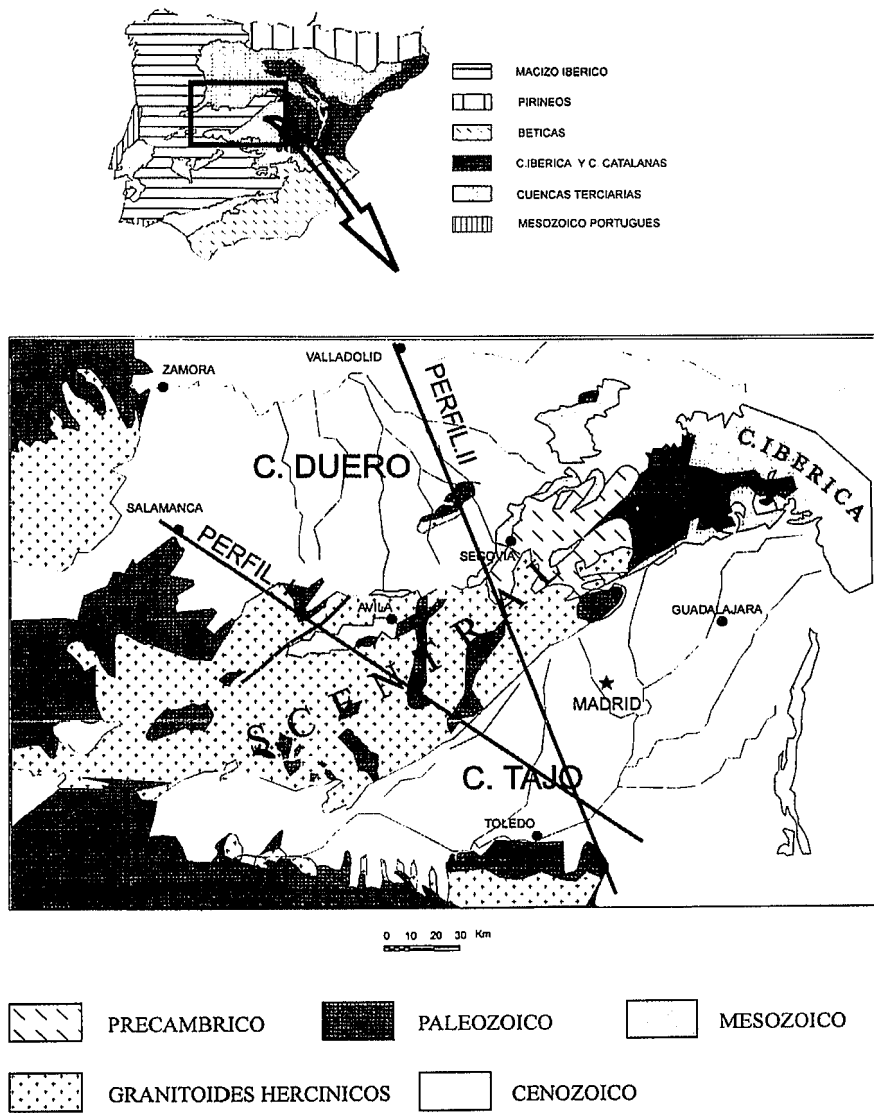 MACIZO IBERICO
PIRINEOS
BETICAS
C.IBERICA Y C. CATALANAS
CUENCAS TERCIARIAS
MESOZOICO PORTUGUES
VALLADOLID
ZAMORA
PERFIL.II
C. IBERICA
C. DUERO
SALAMANCA
PERFIL I
SEGOVIA
AVILA
GUADALAJARA
S.CENTRAL
MADRID
C. TAJO
TOLEDO
0 10 20 30 Km
PRECAMBRICO
PALEOZOICO
MESOZOICO
GRANITOIDES HERCINICOS
CENOZOICO